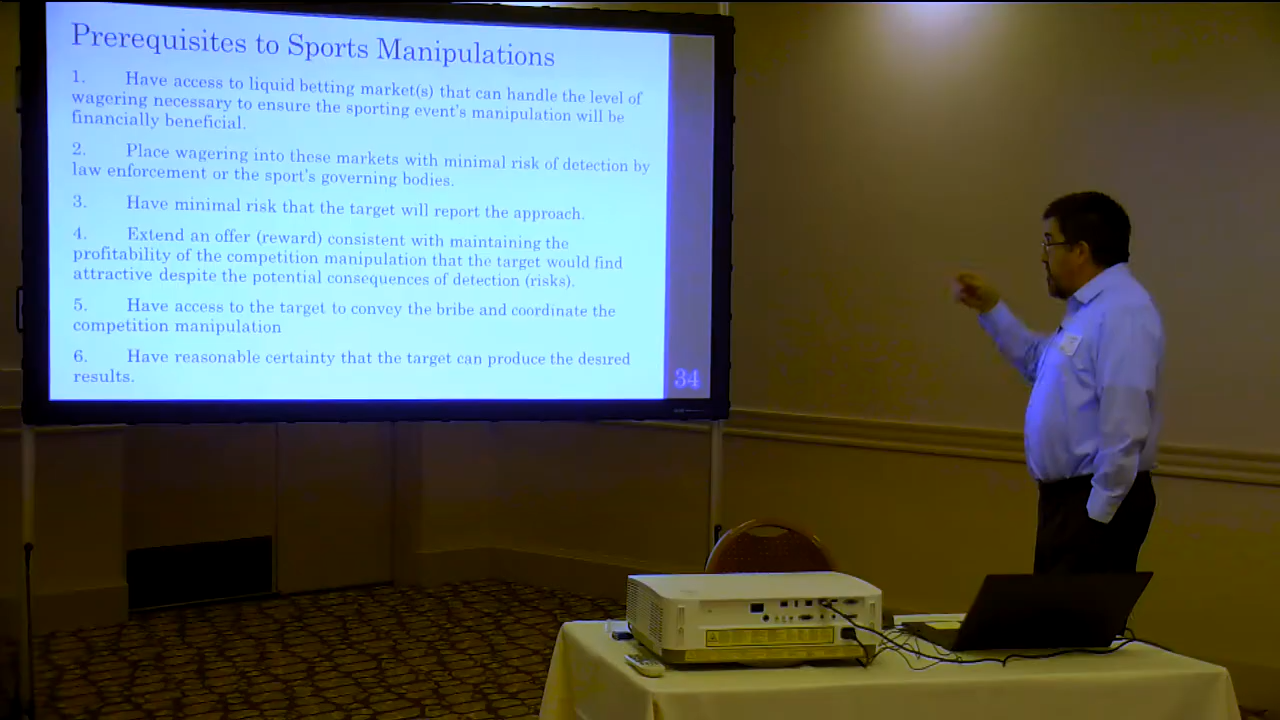 Prerequisites to Sports Manipulations
1. Have access to liquid betting market(s) that can handle the level of
wagering necessary to ensure the sporting event's manipulation will be
financially beneficial.
2. Place wagering into these markets with minimal risk of detection by
law enforcement or the sport's governing bodies.
3. Have minimal risk that the target will report the approach.
4. Extend an offer (reward) consistent with maintaining the
profitability of the competition manipulation that the target would find
attractive despite the potential consequences of detection (risks).
5. Have access to the target to convey the bribe and coordinate the
competition manipulation
6. Have reasonable certainty that the target can produce the desired
results.
34